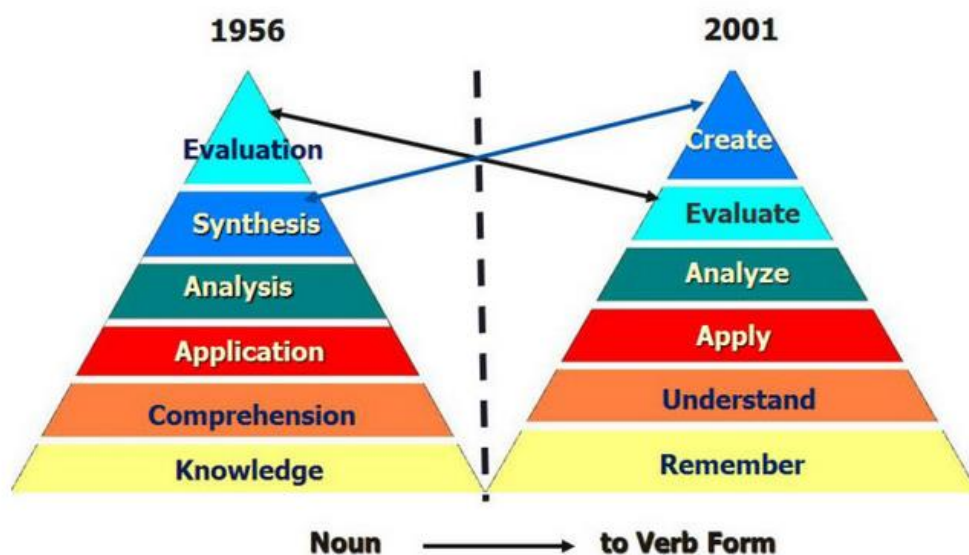 1956
2001
Evaluation
Synthesis
Analysis
Application
Comprehension
Knowledge
Create
Evaluate
Analyze
Apply
Understand
Remember
Noun to Verb Form